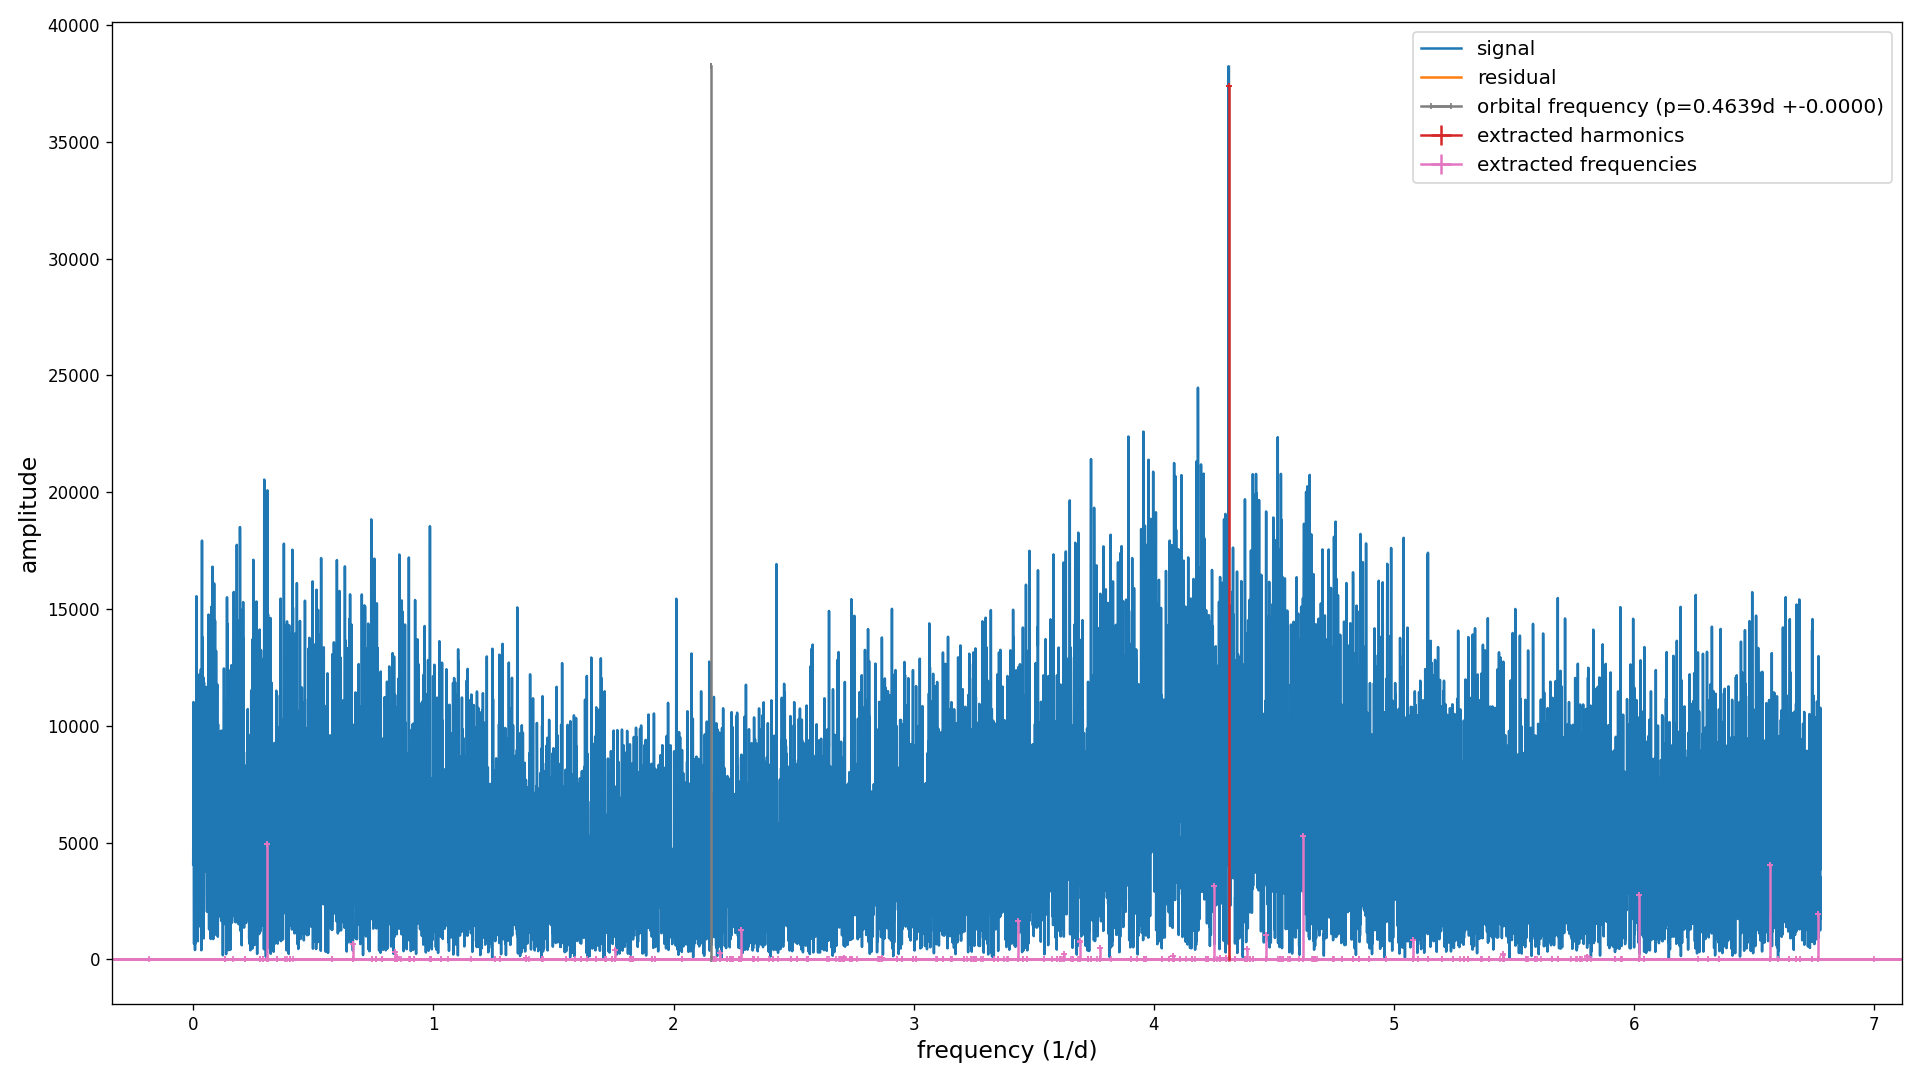 40000
35000
30000
25000
20000
15000
10000
5000
0
amplitude
0 1 2 3 4 5 6 7
frequency (1/d)
signal
residual
orbital frequency (p=0.4639d +-0.0000)
extracted harmonics
extracted frequencies